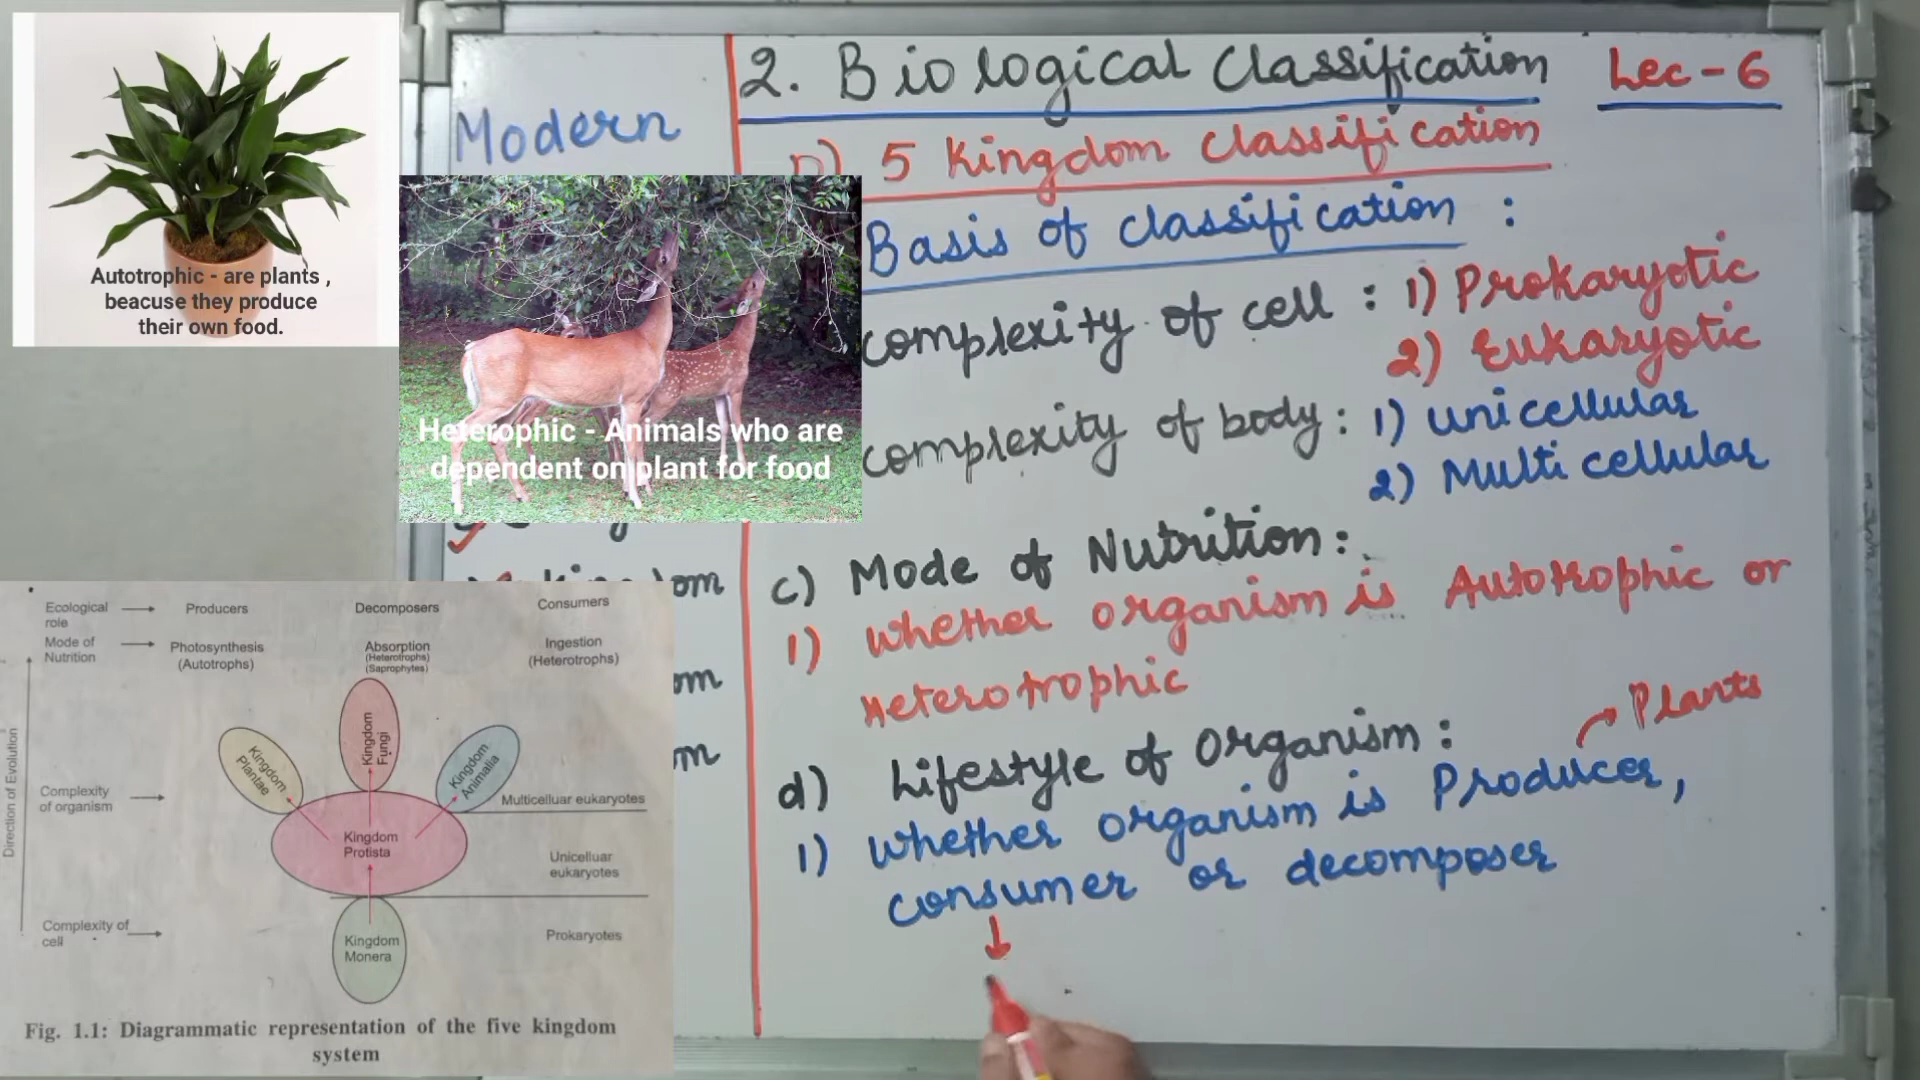 2. Biological Classification
Lec - 6
Modern
D) 5 Kingdom Classification
Basis of classification :
complexity of cell : 1) Prokaryotic
2) Eukaryotic
complexity of body : 1) unicellular
2) Multicellular
c) Mode of Nutrition :
1) whether organism is Autotrophic or
Heterotrophic
d) Lifestyle of Organism :
Plants
1) whether organism is Producer,
consumer or decomposer
Autotrophic - are plants ,
beacuse they produce
their own food.
Heterophic - Animals who are
dependent on plant for food
Ecological role Producers Decomposers Consumers
Mode of Nutrition Photosynthesis (Autotrophs) Absorption (Heterotrophs) (Saprophytes) Ingestion (Heterotrophs)
Direction of Evolution
Kingdom Plantae
Kingdom Fungi
Kingdom Animalia
Complexity of organism
Multicelluar eukaryotes
Kingdom Protista
Unicelluar eukaryotes
Complexity of cell
Kingdom Monera
Prokaryotes
Fig. 1.1: Diagrammatic representation of the five kingdom
system